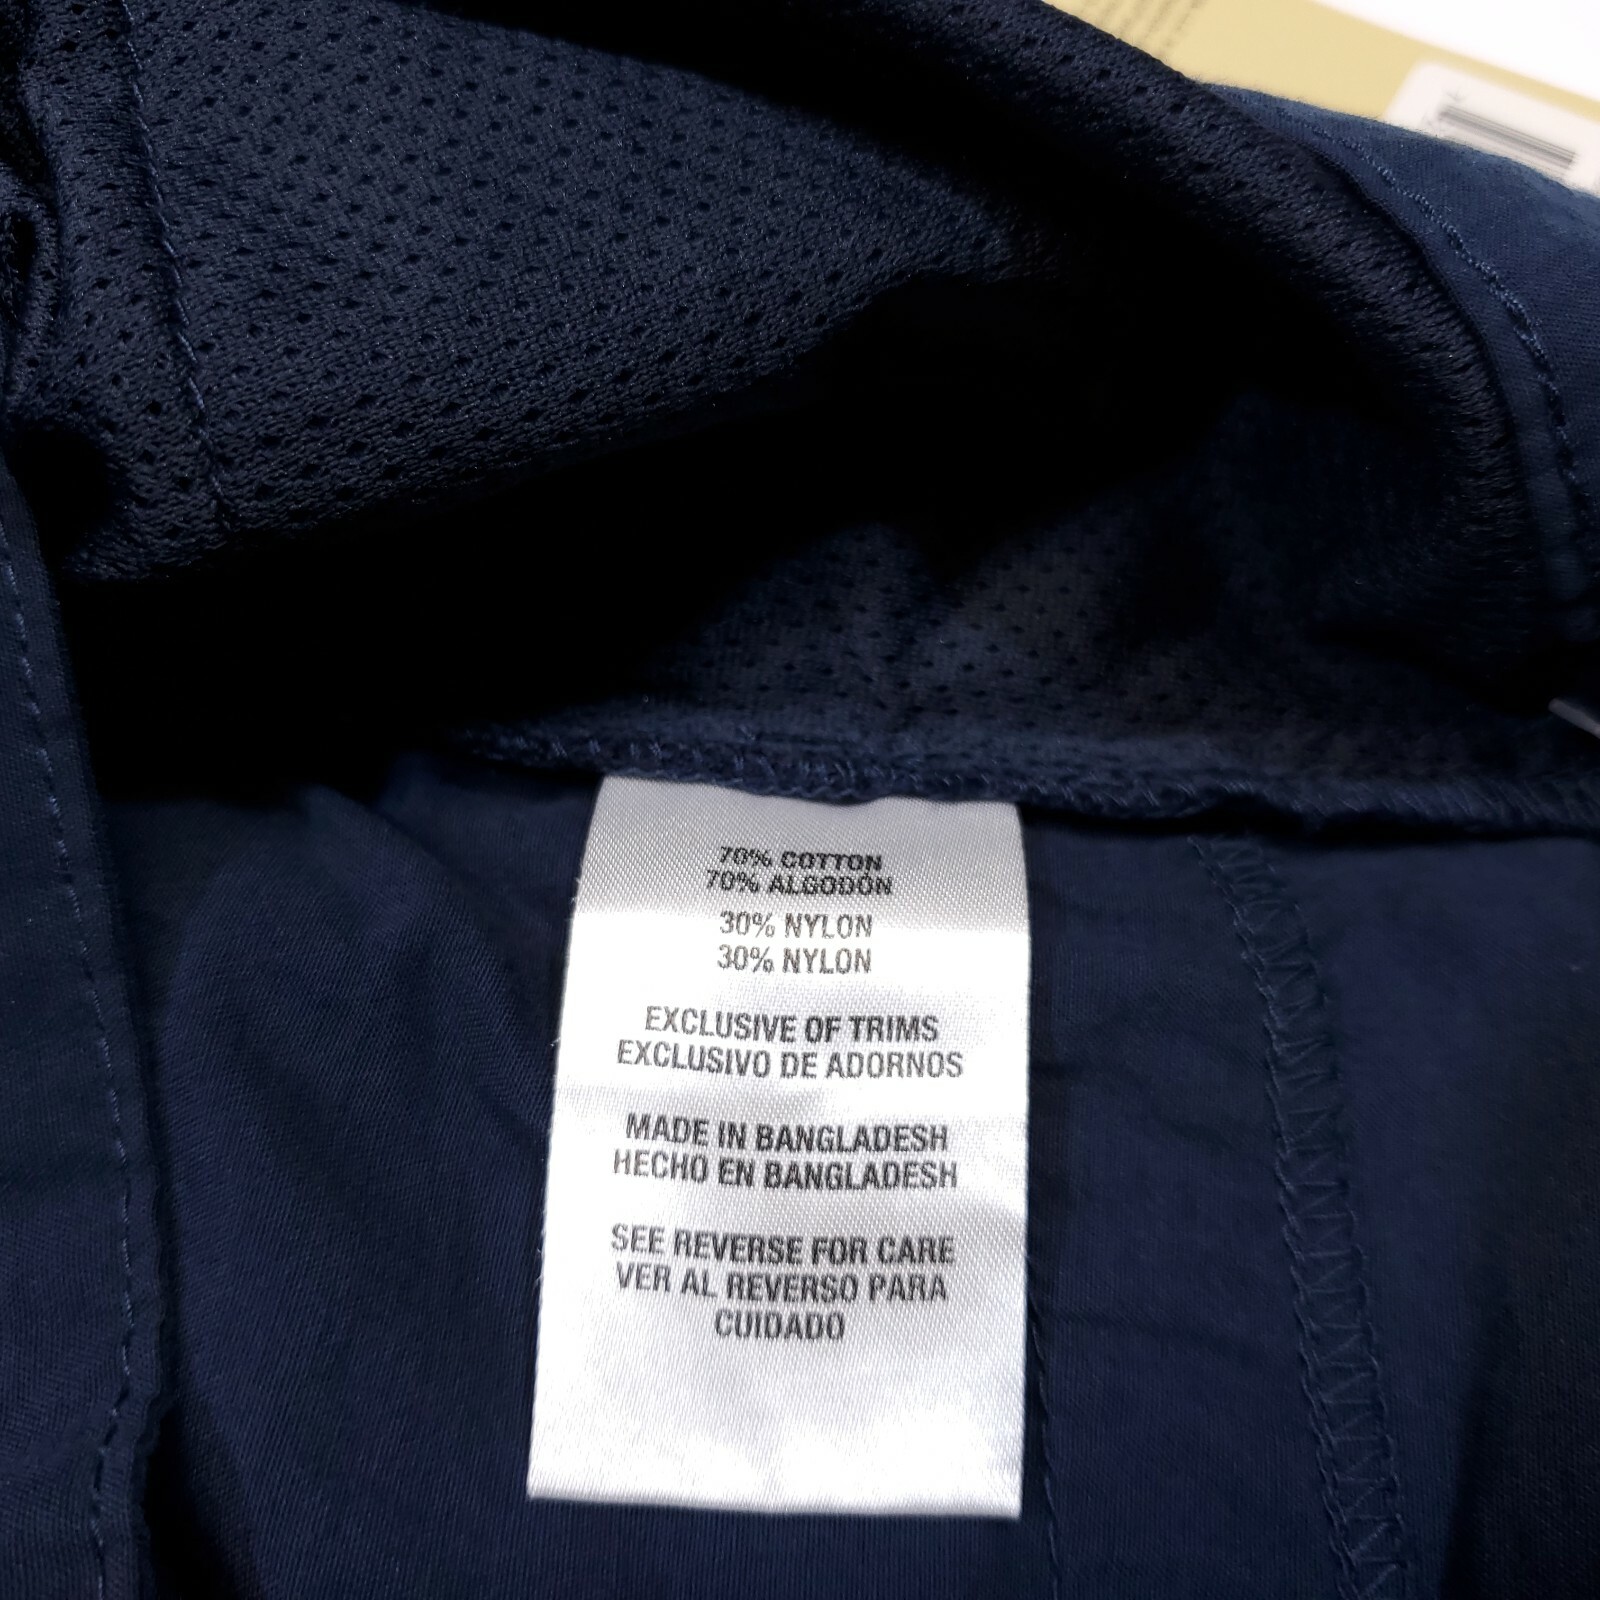 70% COTTON
70% ALGODÓN
30% NYLON
30% NYLON
EXCLUSIVE OF TRIMS
EXCLUSIVO DE ADORNOS
MADE IN BANGLADESH
HECHO EN BANGLADESH
SEE REVERSE FOR CARE
VER AL REVERSO PARA
CUIDADO